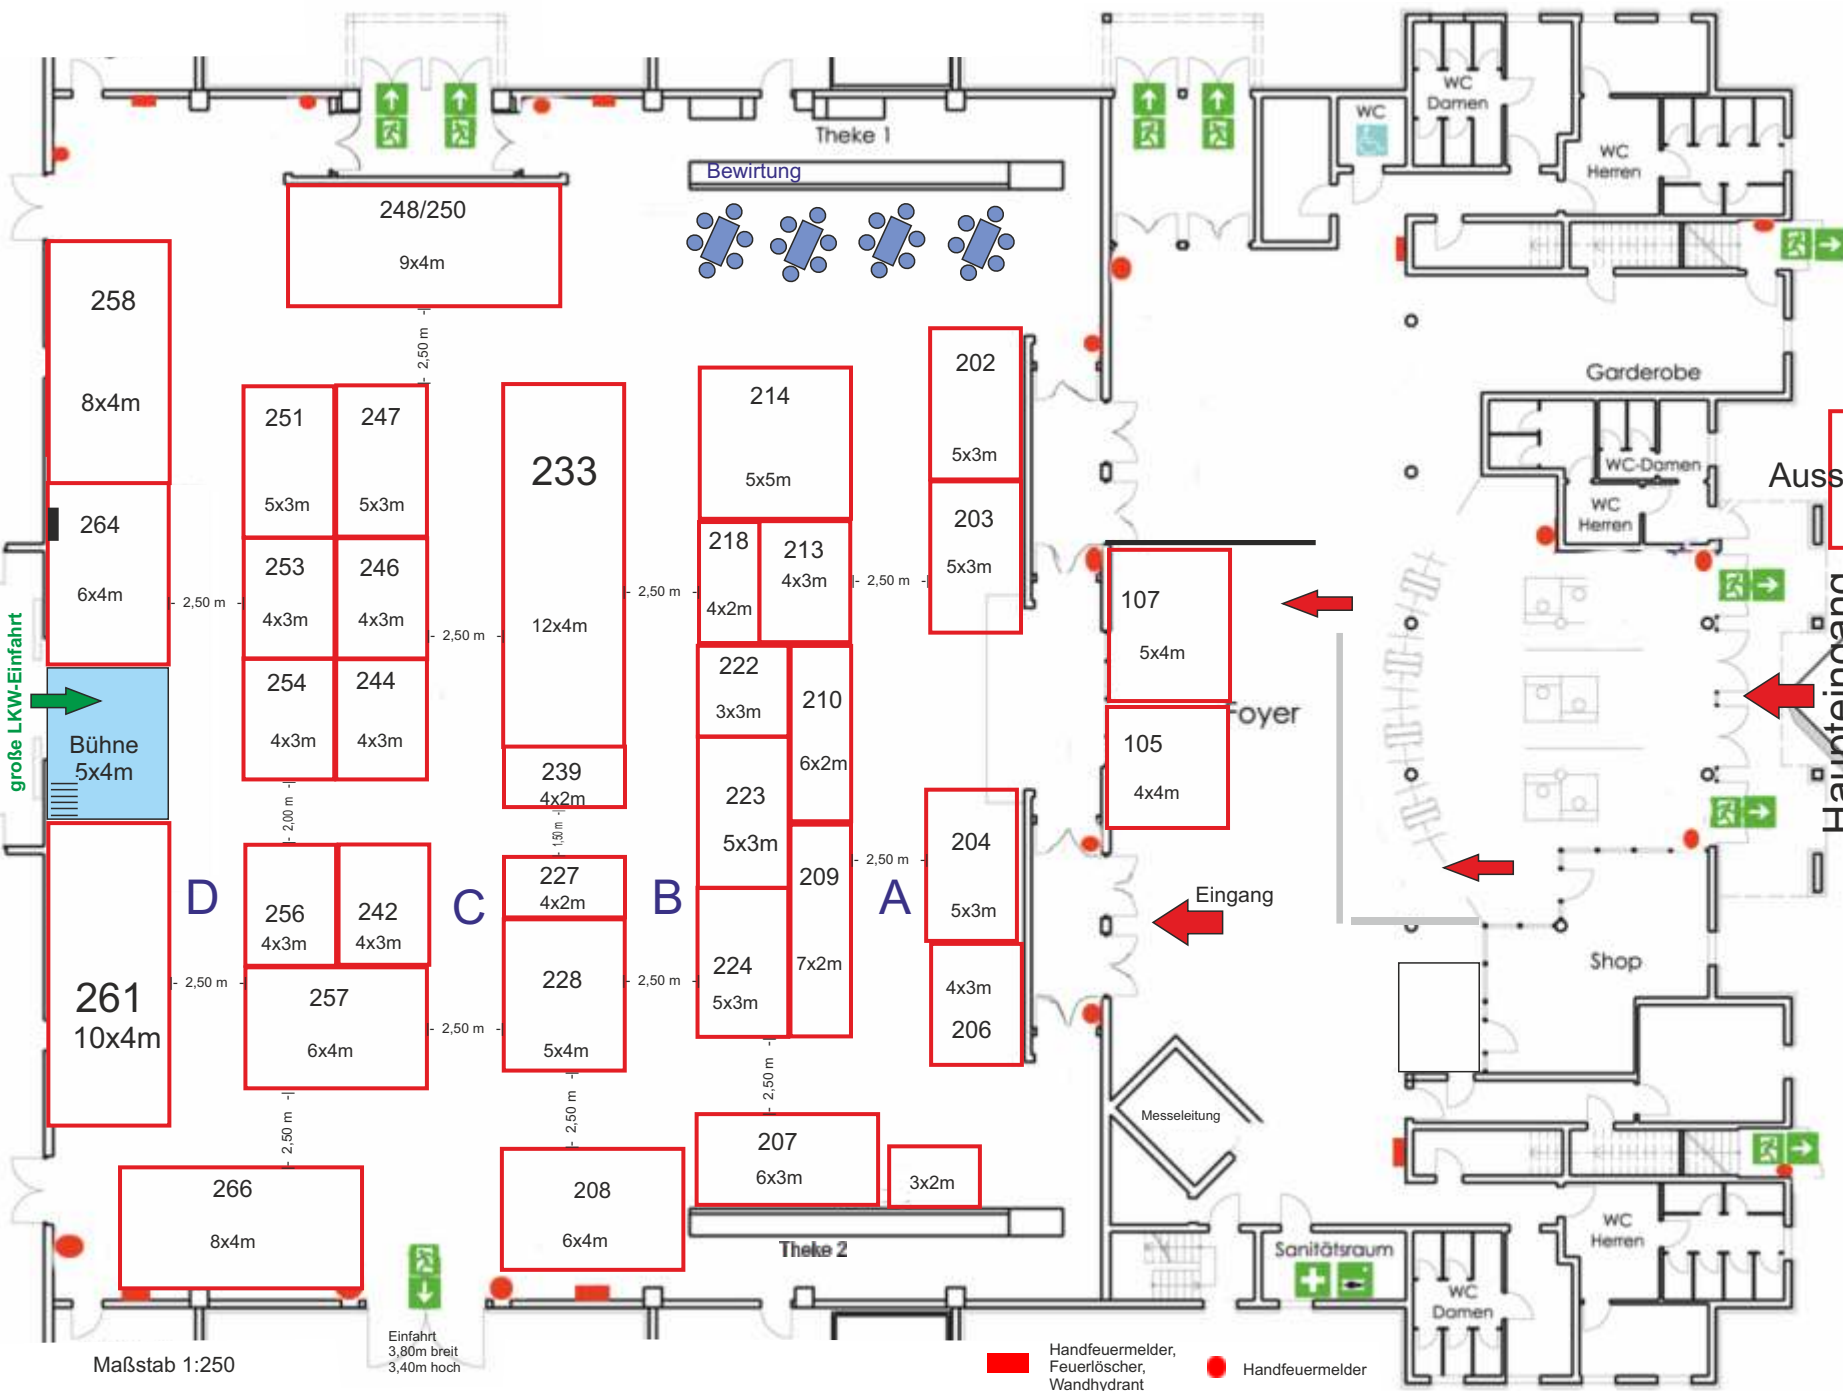 Theke 1
Bewirtung
WC
WC
Damen
WC
Herren
248/250
9x4m
258
8x4m
2,50 m
251
5x3m
247
5x3m
233
12x4m
214
5x5m
202
5x3m
Garderobe
WC-Damen
WC
Herren
Auss
264
6x4m
2,50 m
253
4x3m
246
4x3m
2,50 m
218
4x2m
213
4x3m
2,50 m
203
5x3m
107
5x4m
2,50 m
254
4x3m
244
4x3m
222
3x3m
210
6x2m
Foyer
105
4x4m
Haupteingang
große LKW-Einfahrt
Bühne
5x4m
239
4x2m
223
5x3m
2,00 m
1,50 m
204
5x3m
2,50 m
D
C
B
A
256
4x3m
242
4x3m
227
4x2m
209
7x2m
Eingang
Shop
261
10x4m
2,50 m
257
6x4m
2,50 m
228
5x4m
2,50 m
224
5x3m
4x3m
206
2,50 m
2,50 m
2,50 m
Messeleitung
266
8x4m
208
6x4m
207
6x3m
3x2m
Theke 2
Sanitätsraum
WC
Herren
WC
Damen
Maßstab 1:250
Einfahrt
3,80m breit
3,40m hoch
Handfeuermelder,
Feuerlöscher,
Wandhydrant
Handfeuermelder